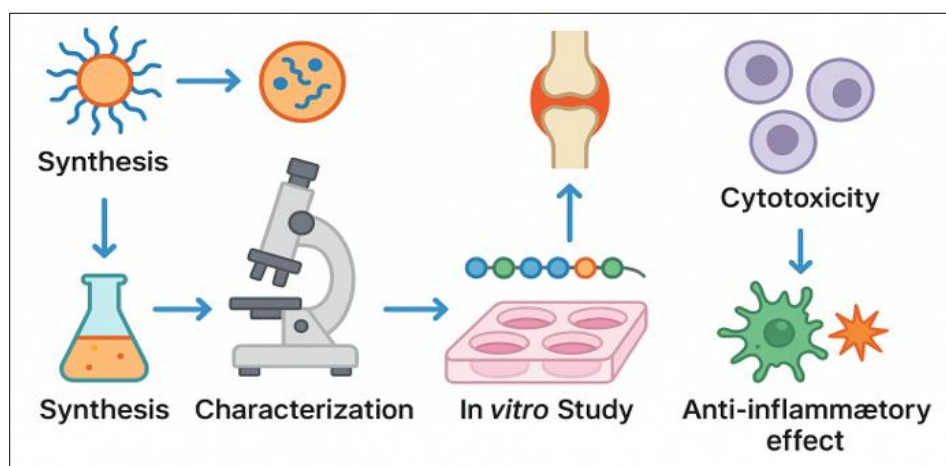 Synthesis
Cytotoxicity
Synthesis
Characterization
In vitro Study
Anti-inflammætory
effect